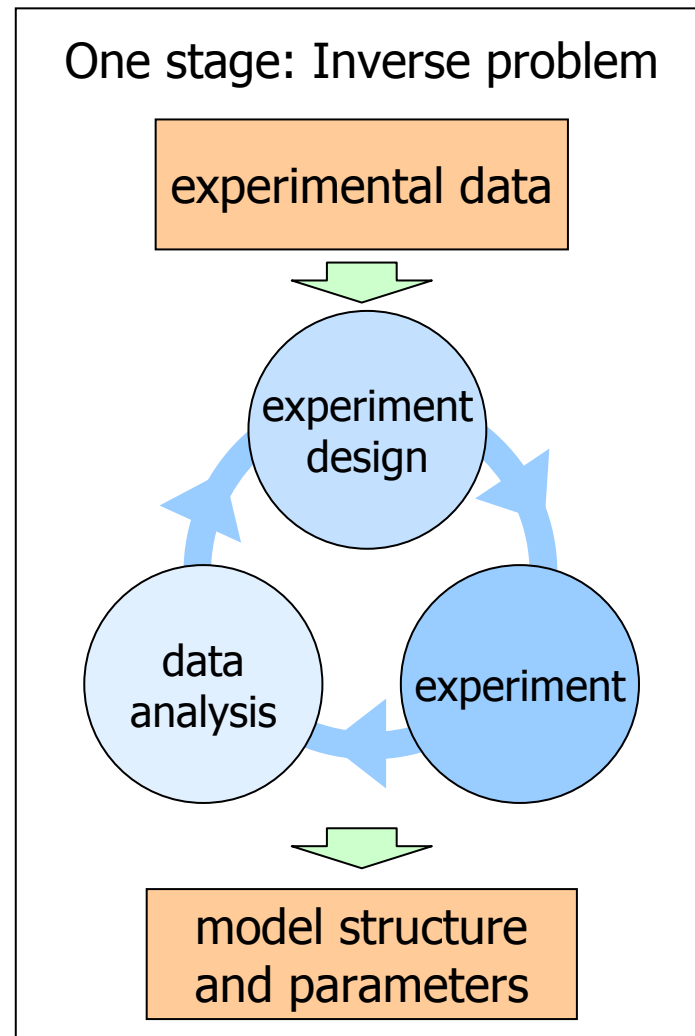 One stage: Inverse problem
experimental data
experiment
design
data
analysis
experiment
model structure
and parameters